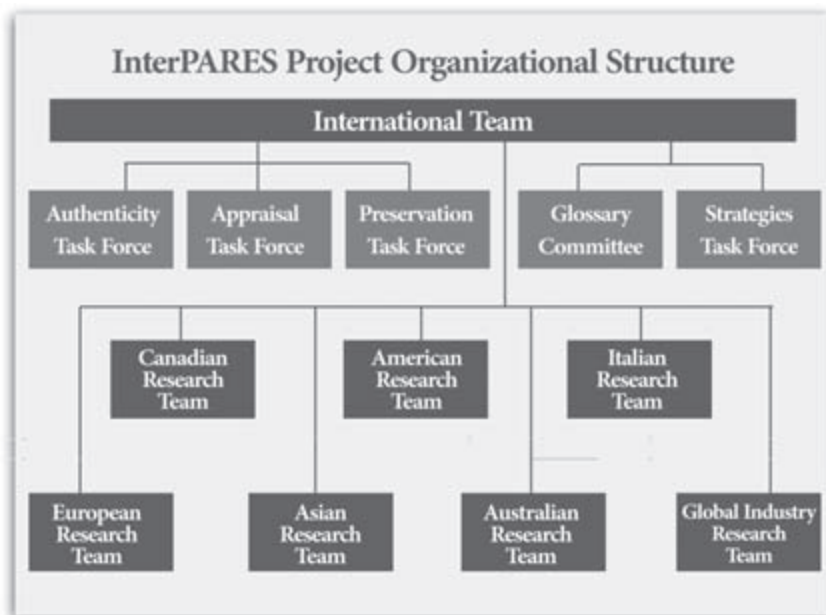 InterPARES Project Organizational Structure
International Team
Authenticity
Task Force
Appraisal
Task Force
Preservation
Task Force
Glossary
Committee
Strategies
Task Force
Canadian
Research
Team
American
Research
Team
Italian
Research
Team
European
Research
Team
Asian
Research
Team
Australian
Research
Team
Global Industry
Research
Team